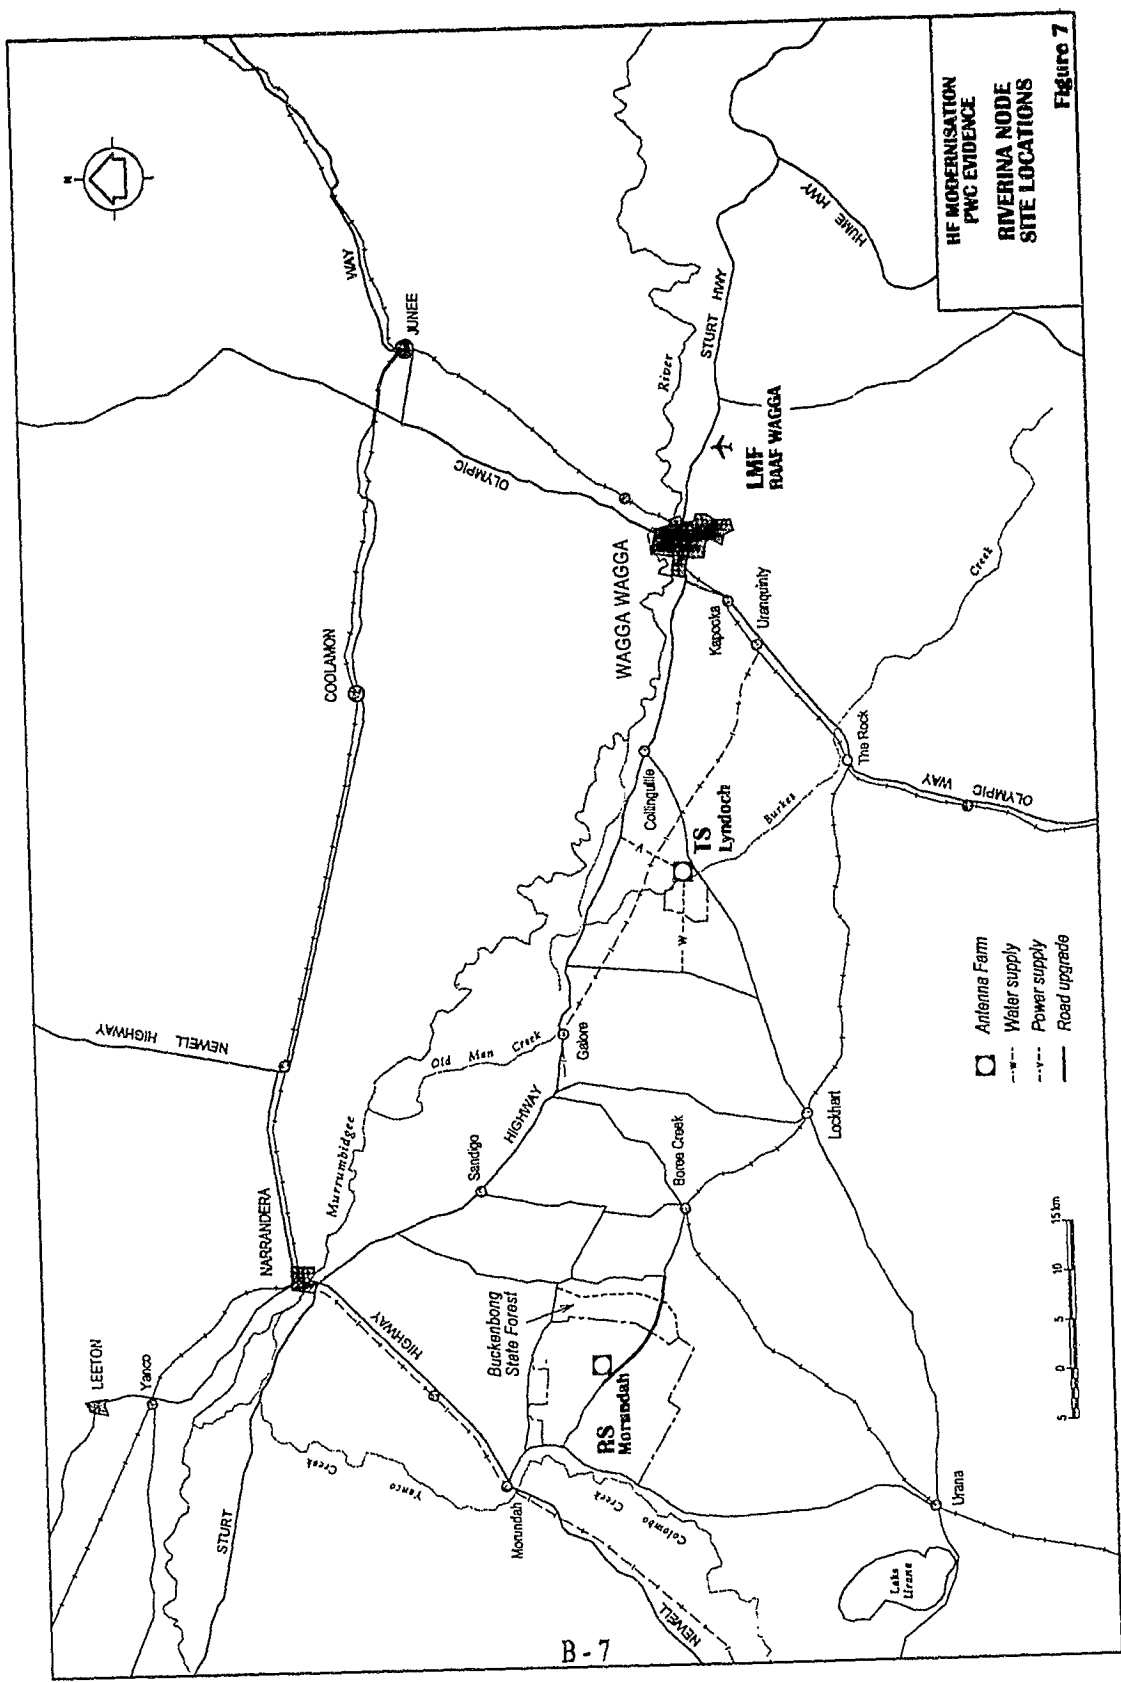 N
LEETON
Yanco
NARRANDERA
NEWELL
HIGHWAY
COOLAMON
JUNEE
WAY
OLYMPIC
STURT
Creek
Yanco
HIGHWAY
Murrumbidgee
Old Man Creek
Sandigo
HIGHWAY
Galore
WAGGA WAGGA
River
STURT HWY
HUME HWY
LMF
RAAF WAGGA
Morundah
Buckenbong
State Forest
RS
Morundah
Boree Creek
W
V
Collingullie
TS
Lyndoch
Kapooka
Uranquinty
Creek
Burkes
The Rock
OLYMPIC
WAY
Lockhart
NEWELL
Colombo
Creek
Urana
Lake
Urana
5 0 5 10 15km
Antenna Farm
--w-- Water supply
--v-- Power supply
Road upgrade
HF MODERNISATION
PWC EVIDENCE
RIVERINA NODE
SITE LOCATIONS
Figure 7
B-7